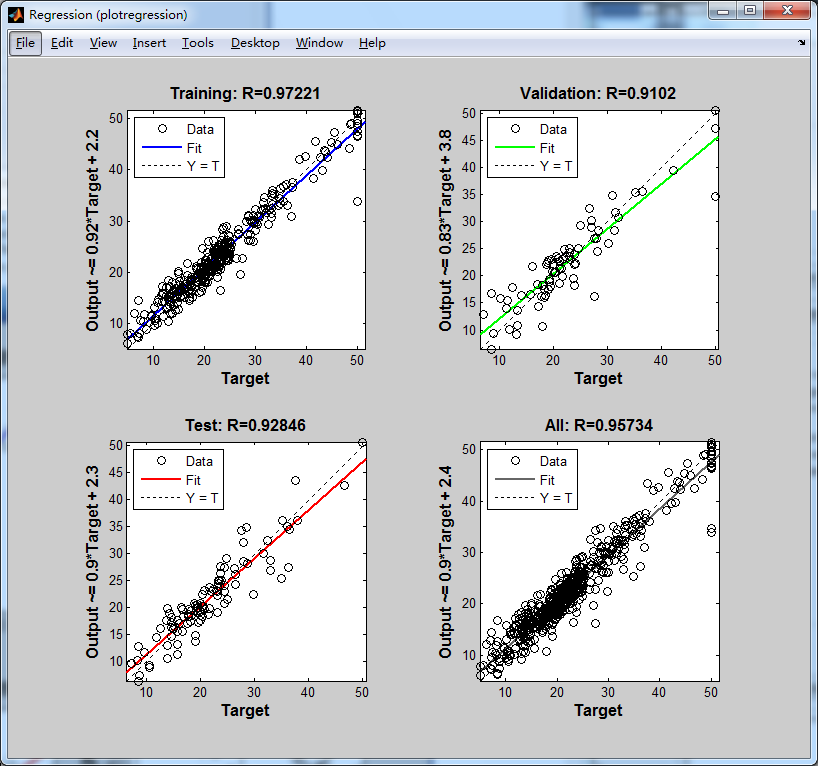 Regression (plotregression)
File Edit View Insert Tools Desktop Window Help
Training: R=0.97221
Output ~= 0.92*Target + 2.2
Data
Fit
Y = T
50
40
30
20
10
10 20 30 40 50
Target
Validation: R=0.9102
Output ~= 0.83*Target + 3.8
Data
Fit
Y = T
50
45
40
35
30
25
20
15
10
10 20 30 40 50
Target
Test: R=0.92846
Output ~= 0.9*Target + 2.3
Data
Fit
Y = T
50
45
40
35
30
25
20
15
10
10 20 30 40 50
Target
All: R=0.95734
Output ~= 0.9*Target + 2.4
Data
Fit
Y = T
50
40
30
20
10
10 20 30 40 50
Target